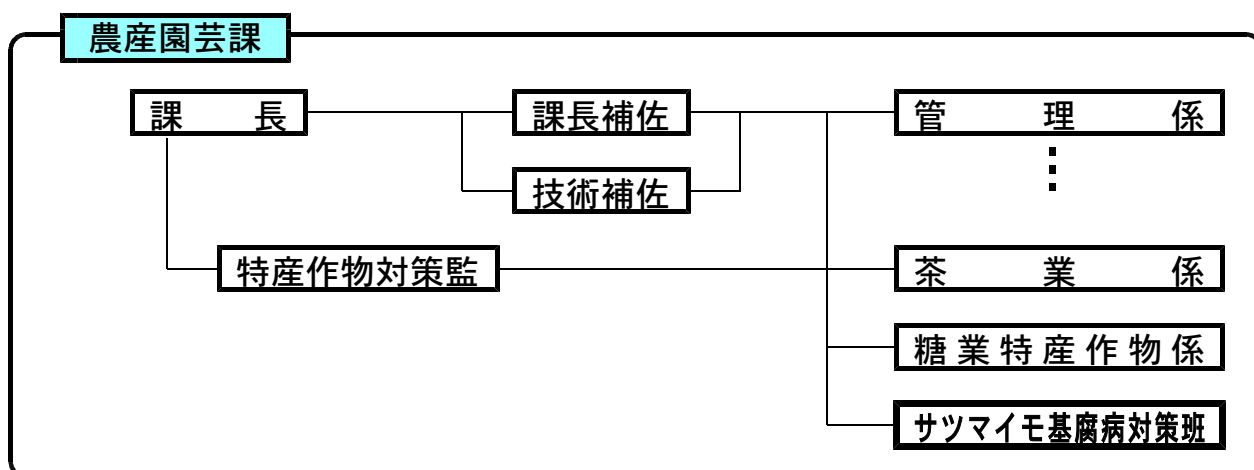 農産園芸課
課長
課長補佐
管理係
技術補佐
特産作物対策監
茶業係
糖業特産作物係
サツマイモ基腐病対策班